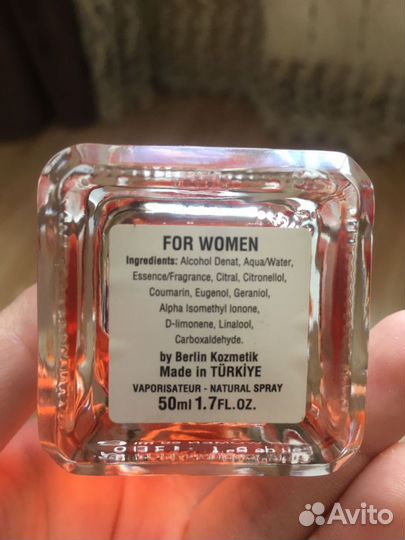 FOR WOMEN
Ingredients: Alcohol Denat, Aqua/Water,
Essence/Fragrance, Citral, Citronellol,
Coumarin, Eugenol, Geraniol,
Alpha Isomethyl Ionone,
D-limonene, Linalool,
Carboxaldehyde.
by Berlin Kozmetik
Made in TÜRKİYE
VAPORISATEUR - NATURAL SPRAY
50ml 1.7FL.OZ.
Avito